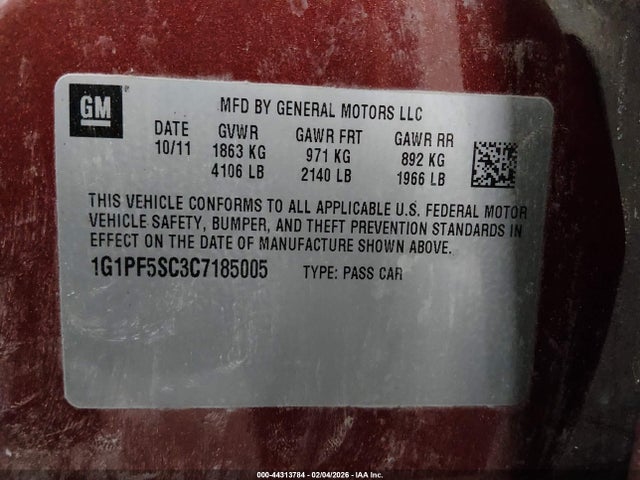 GM
MFD BY GENERAL MOTORS LLC
DATE GVWR GAWR FRT GAWR RR
10/11 1863 KG 971 KG 892 KG
4106 LB 2140 LB 1966 LB
THIS VEHICLE CONFORMS TO ALL APPLICABLE U.S. FEDERAL MOTOR
VEHICLE SAFETY, BUMPER, AND THEFT PREVENTION STANDARDS IN
EFFECT ON THE DATE OF MANUFACTURE SHOWN ABOVE.
1G1PF5SC3C7185005 TYPE: PASS CAR
000-44313784 - 02/04/2026 - IAA Inc.